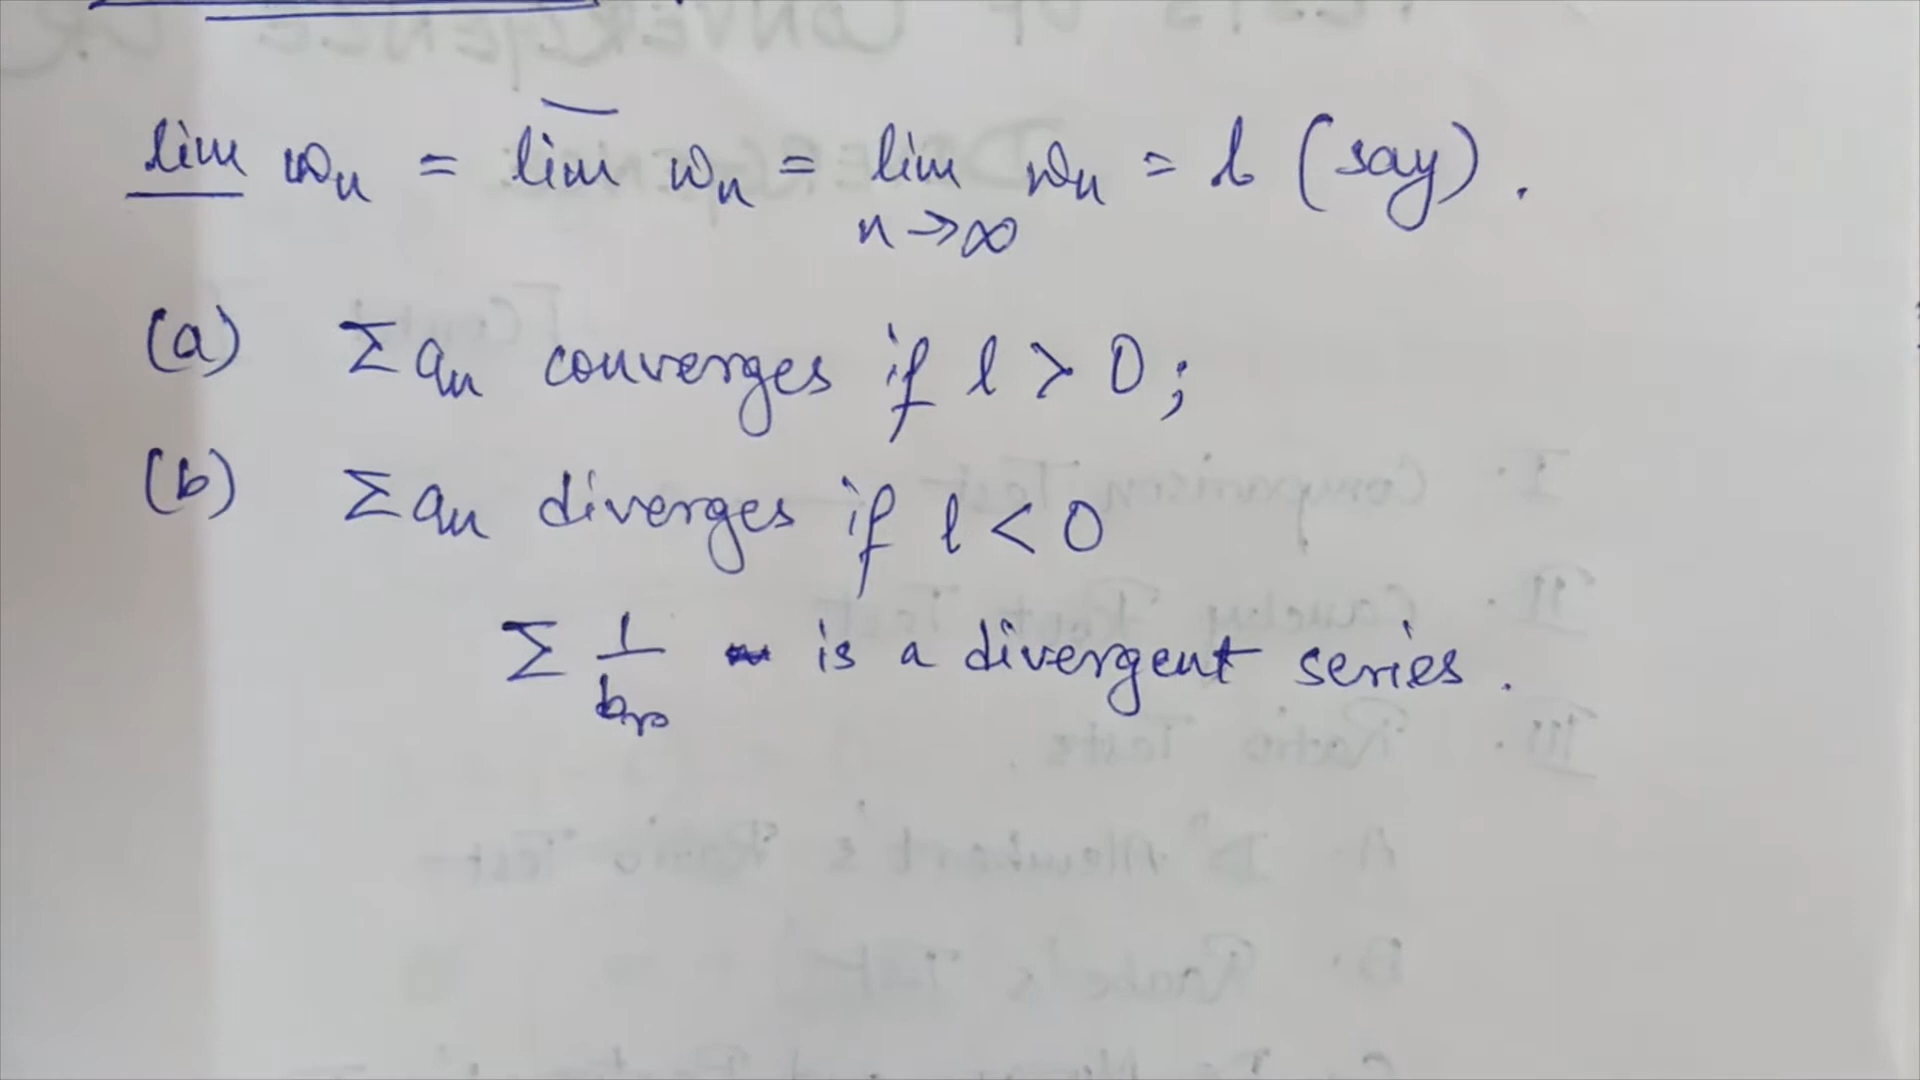 lim wₙ = lim wₙ = lim wₙ = l (say).
n→∞
(a) Σaₙ converges if l > 0;
(b) Σaₙ diverges if l < 0
Σ 1/bₙ is a divergent series.